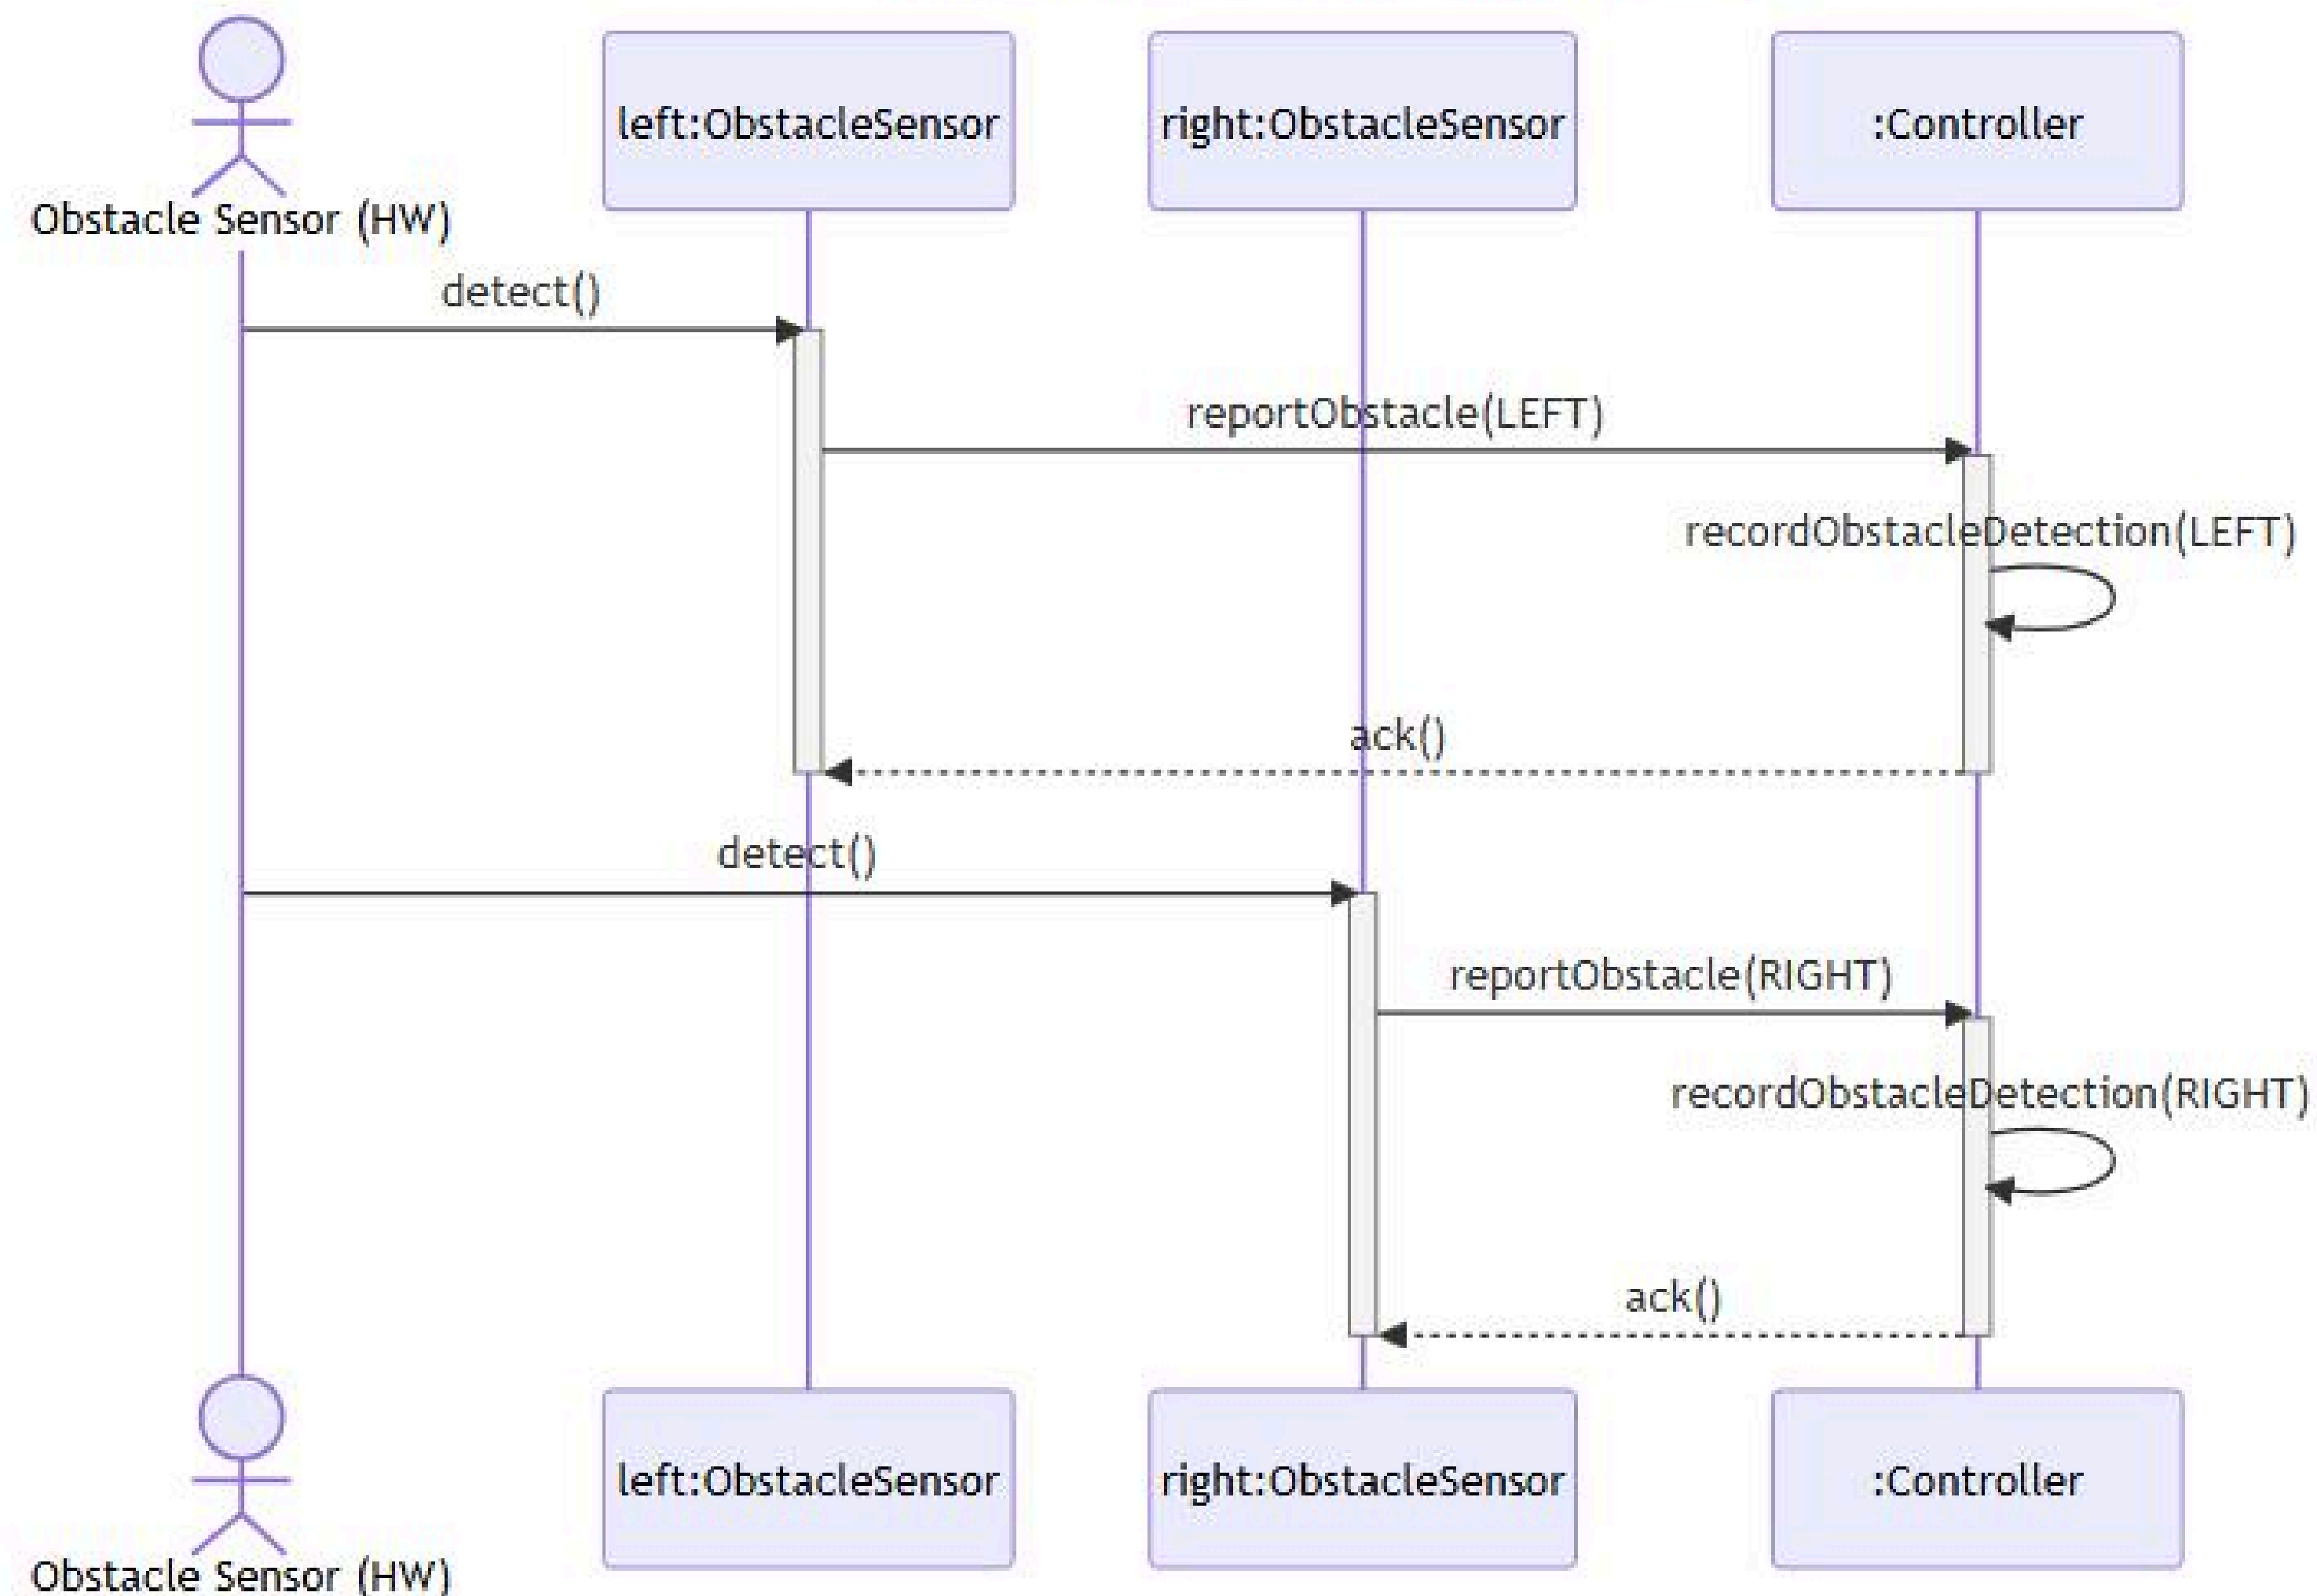 Obstacle Sensor (HW)
left:ObstacleSensor
right:ObstacleSensor
:Controller
detect()
reportObstacle(LEFT)
recordObstacleDetection(LEFT)
ack()
detect()
reportObstacle(RIGHT)
recordObstacleDetection(RIGHT)
ack()
Obstacle Sensor (HW)
left:ObstacleSensor
right:ObstacleSensor
:Controller